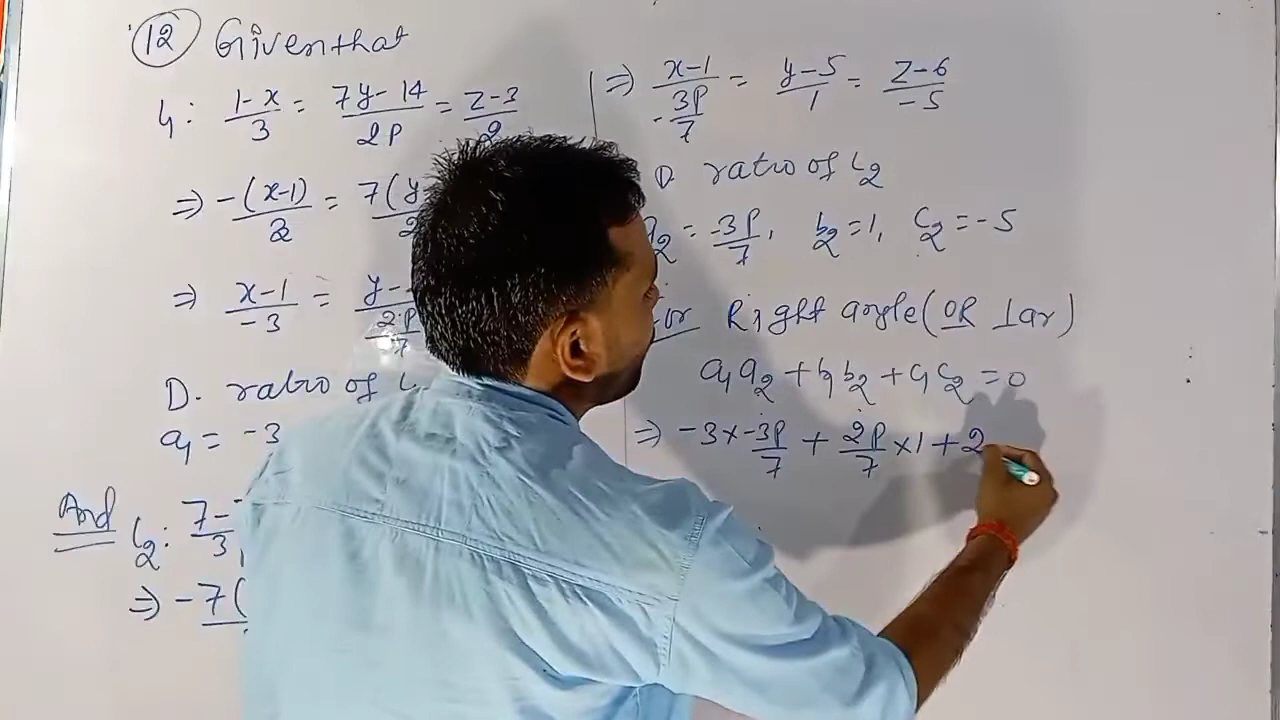 12 Given that
L1: (1-x)/3 = (7y-14)/2P = (z-3)/2
⇒ -(x-1)/2 = 7(y
⇒ (x-1)/-3 = y-/(2P/7
D. ratio of L
a1 = -3
And L2: 7-/3
⇒ -7(
⇒ (x-1)/(-3P/7) = (y-5)/1 = (z-6)/-5
D. ratio of L2
a2 = -3P/7, b2 = 1, c2 = -5
for Right angle (OR ⊥ar)
a1a2 + b1b2 + c1c2 = 0
⇒ -3 × -3P/7 + 2P/7 × 1 + 2